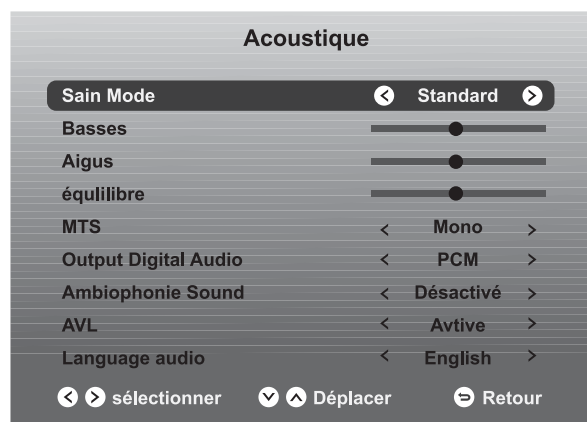 Acoustique
Sain Mode Standard
Basses
Aigus
équlilibre
MTS Mono
Output Digital Audio PCM
Ambiophonie Sound Désactivé
AVL Avtive
Language audio English
sélectionner Déplacer Retour